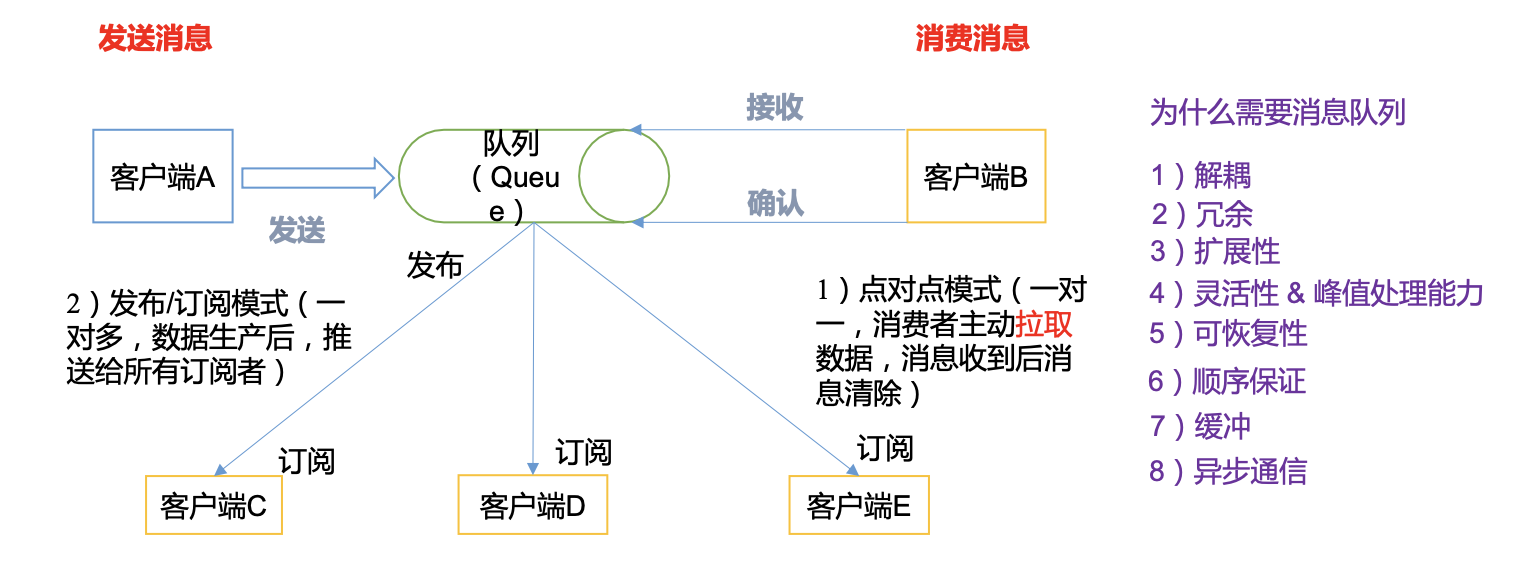 发送消息
消费消息
客户端A
发送
队列
（Queu
e）
接收
确认
客户端B
发布
2）发布/订阅模式（一
对多，数据生产后，推
送给所有订阅者）
1）点对点模式（一对
一，消费者主动拉取
数据，消息收到后消
息清除）
订阅
订阅
订阅
客户端C
客户端D
客户端E
为什么需要消息队列
1）解耦
2）冗余
3）扩展性
4）灵活性 & 峰值处理能力
5）可恢复性
6）顺序保证
7）缓冲
8）异步通信